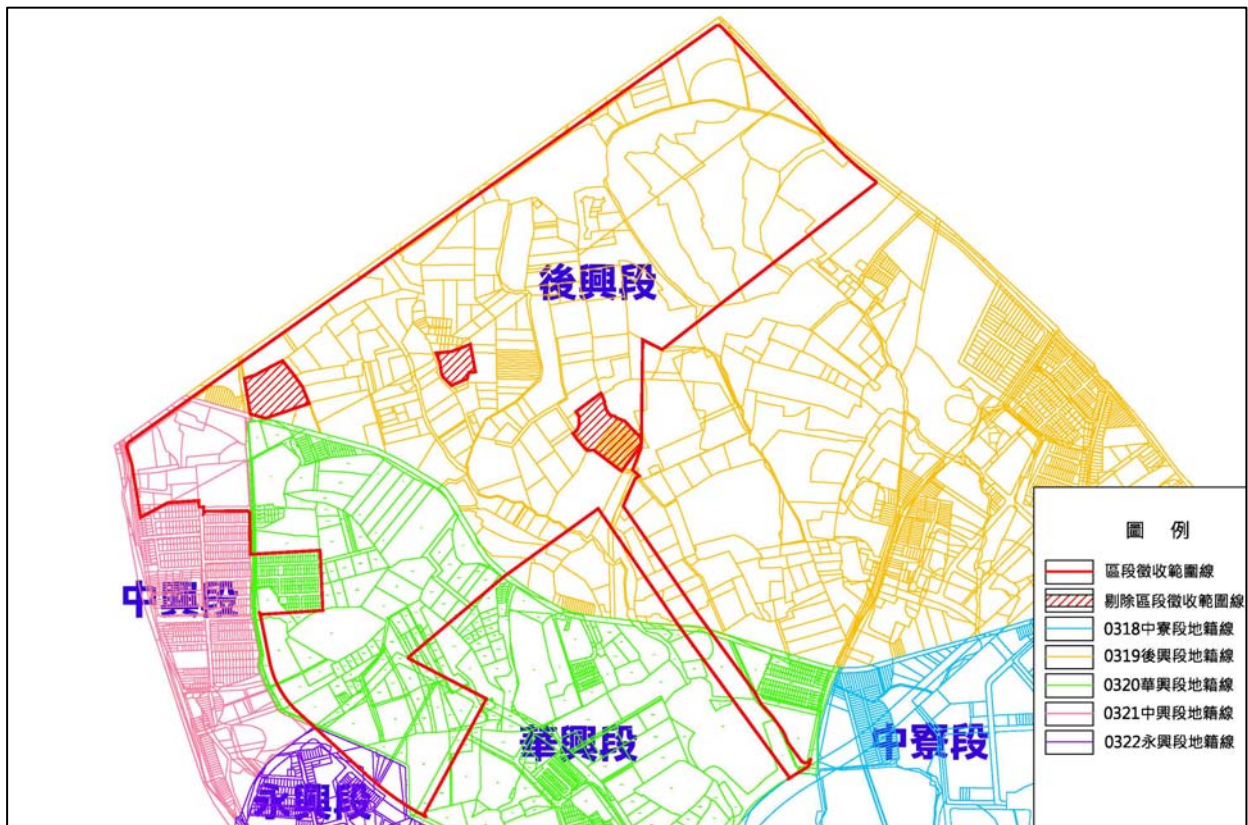 後興段
中興段
華興段
中寮段
永興段
圖 例
區段徵收範圍線
剔除區段徵收範圍線
0318中寮段地籍線
0319後興段地籍線
0320華興段地籍線
0321中興段地籍線
0322永興段地籍線